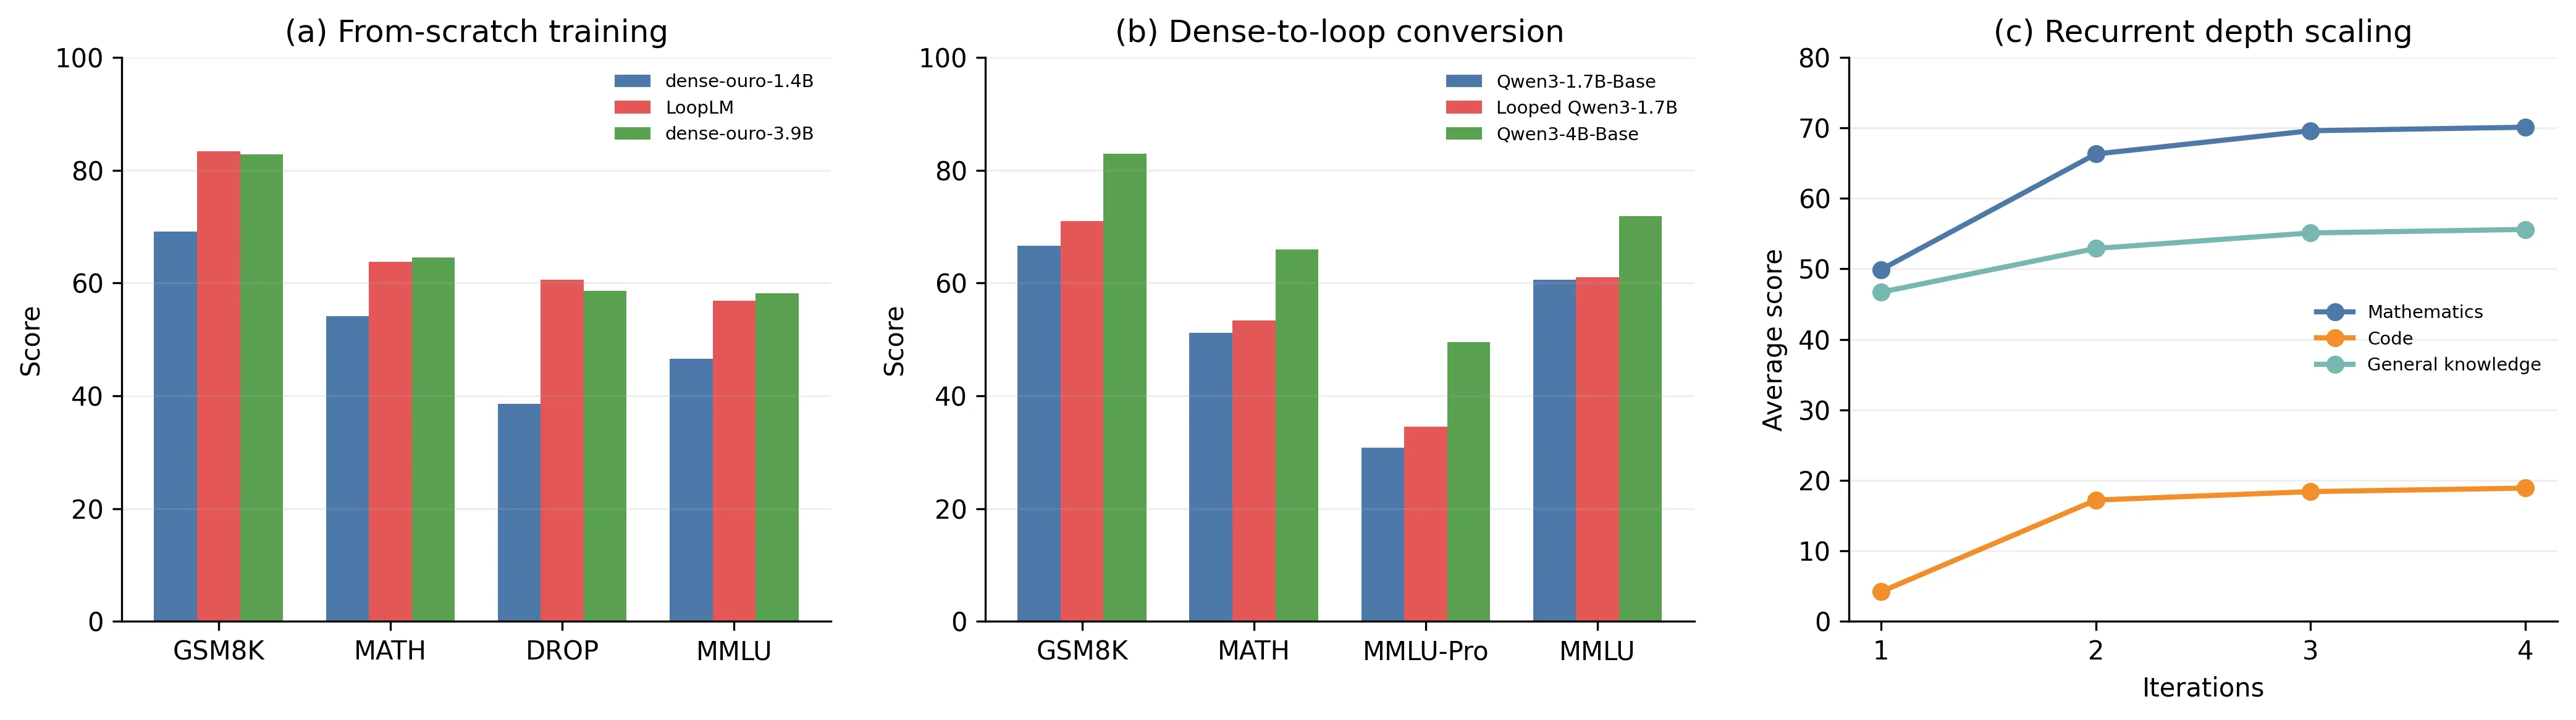 (a) From-scratch training
Score
100
80
60
40
20
0
dense-ouro-1.4B
LoopLM
dense-ouro-3.9B
GSM8K MATH DROP MMLU
(b) Dense-to-loop conversion
Score
100
80
60
40
20
0
Qwen3-1.7B-Base
Looped Qwen3-1.7B
Qwen3-4B-Base
GSM8K MATH MMLU-Pro MMLU
(c) Recurrent depth scaling
Average score
80
70
60
50
40
30
20
10
0
Mathematics
Code
General knowledge
1 2 3 4
Iterations